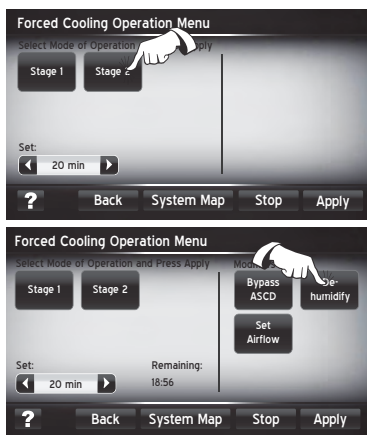 Forced Cooling Operation Menu
Select Mode of Operation
Stage 1
Stage 2
Set:
20 min
? Back System Map Stop Apply
Forced Cooling Operation Menu
Select Mode of Operation and Press Apply
Stage 1
Stage 2
Bypass
ASCD
De-
humidify
Set
Airflow
Set:
20 min
Remaining:
18:56
? Back System Map Stop Apply